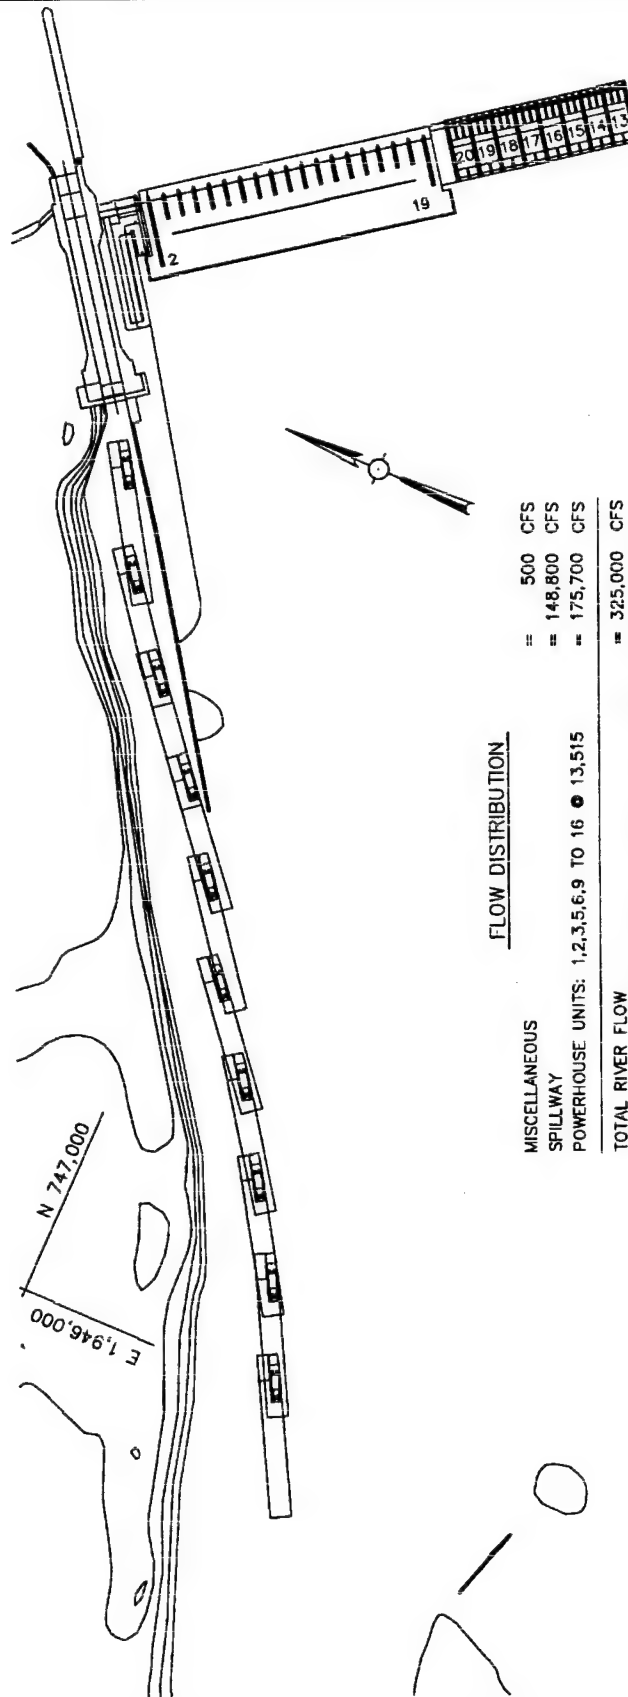 20 19 18 17 16 15 14 13
19
2
FLOW DISTRIBUTION
MISCELLANEOUS = 500 CFS
SPILLWAY = 148,800 CFS
POWERHOUSE UNITS: 1,2,3,5,6,9 TO 16 @ 13,515 = 175,700 CFS
TOTAL RIVER FLOW = 325,000 CFS
N 747,000
E 1,946,000